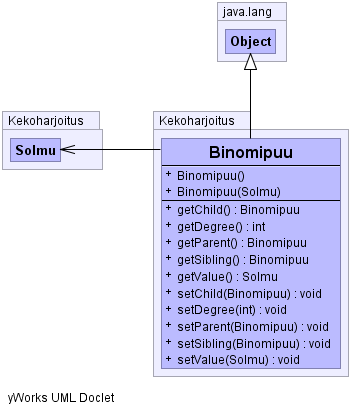 java.lang
Object
Kekoharjoitus
Solmu
Kekoharjoitus
Binomipuu
+ Binomipuu()
+ Binomipuu(Solmu)
+ getChild() : Binomipuu
+ getDegree() : int
+ getParent() : Binomipuu
+ getSibling() : Binomipuu
+ getValue() : Solmu
+ setChild(Binomipuu) : void
+ setDegree(int) : void
+ setParent(Binomipuu) : void
+ setSibling(Binomipuu) : void
+ setValue(Solmu) : void
yWorks UML Doclet